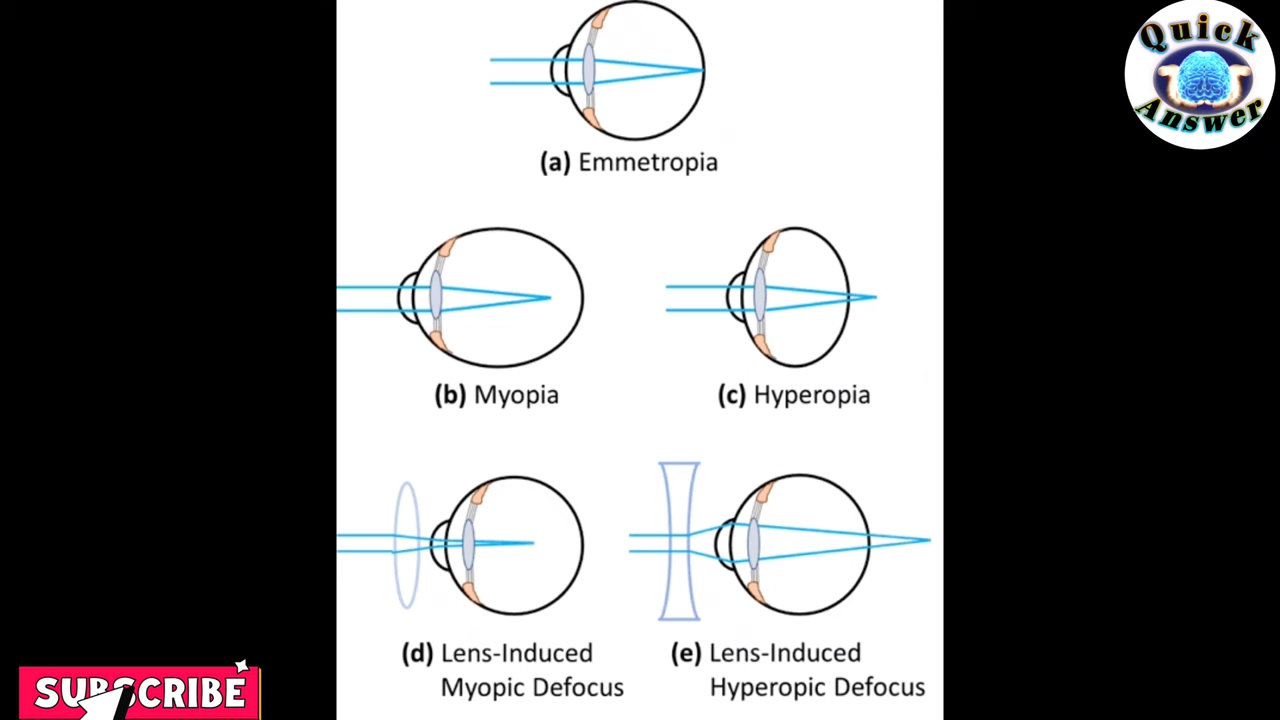 Quick
Answer
(a) Emmetropia
(b) Myopia
(c) Hyperopia
(d) Lens-Induced
Myopic Defocus
(e) Lens-Induced
Hyperopic Defocus
SUBSCRIBE